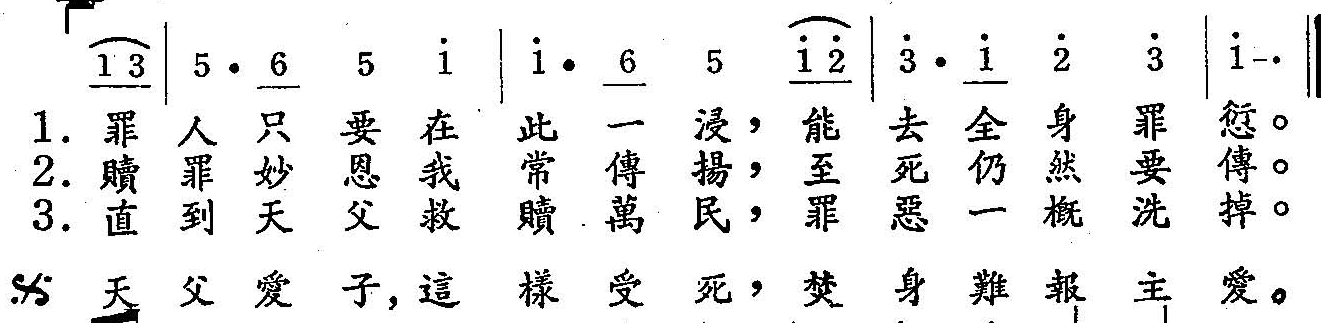 1 3 | 5 . 6 5 i | i . 6 5 i 2 | 3 . i 2 3 | i - . ‖
1. 罪人只要在此一浸，能去全身罪愆。
2. 贖罪妙恩我常傳揚，至死仍然要傳。
3. 直到天父救贖萬民，罪惡一概洗掉。
𝄋 天父愛子，這樣受死，焚身難報主愛。